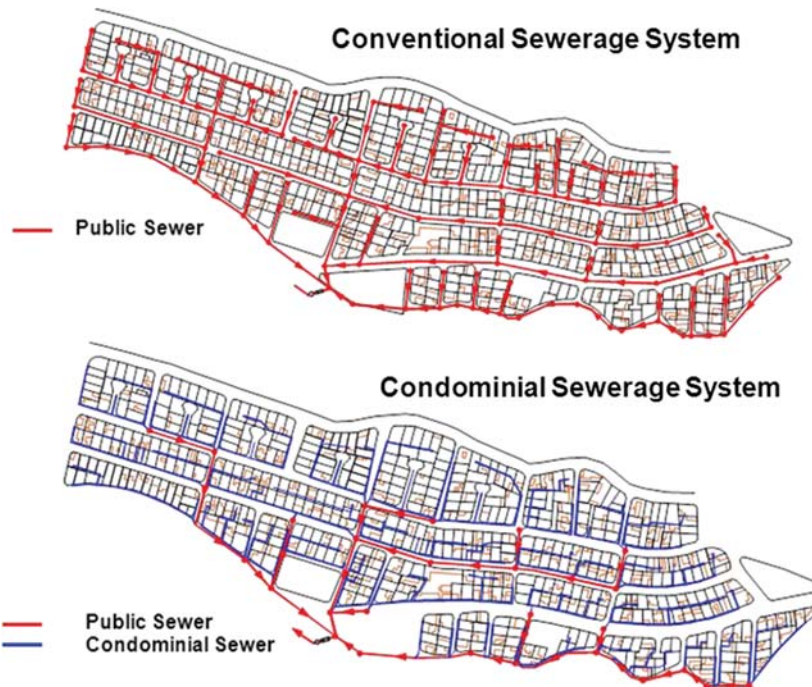 Conventional Sewerage System
Public Sewer
Condominial Sewerage System
Public Sewer
Condominial Sewer